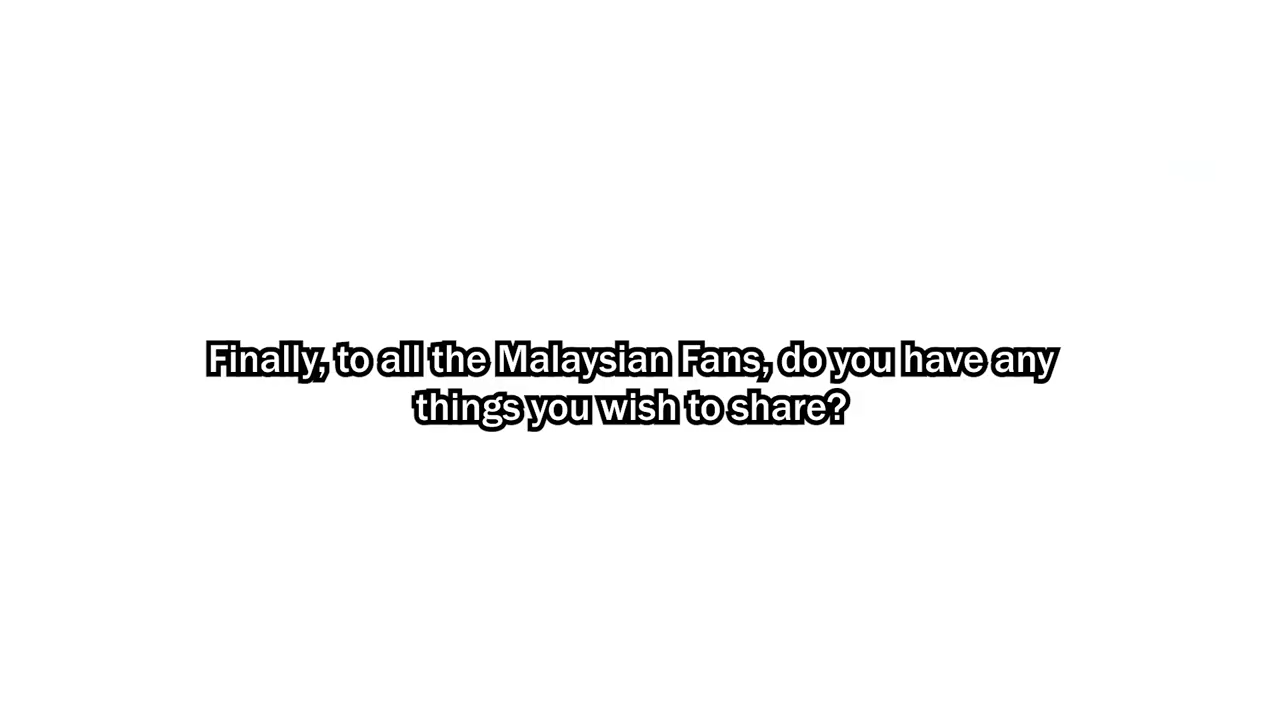 Finally, to all the Malaysian Fans, do you have any
things you wish to share?